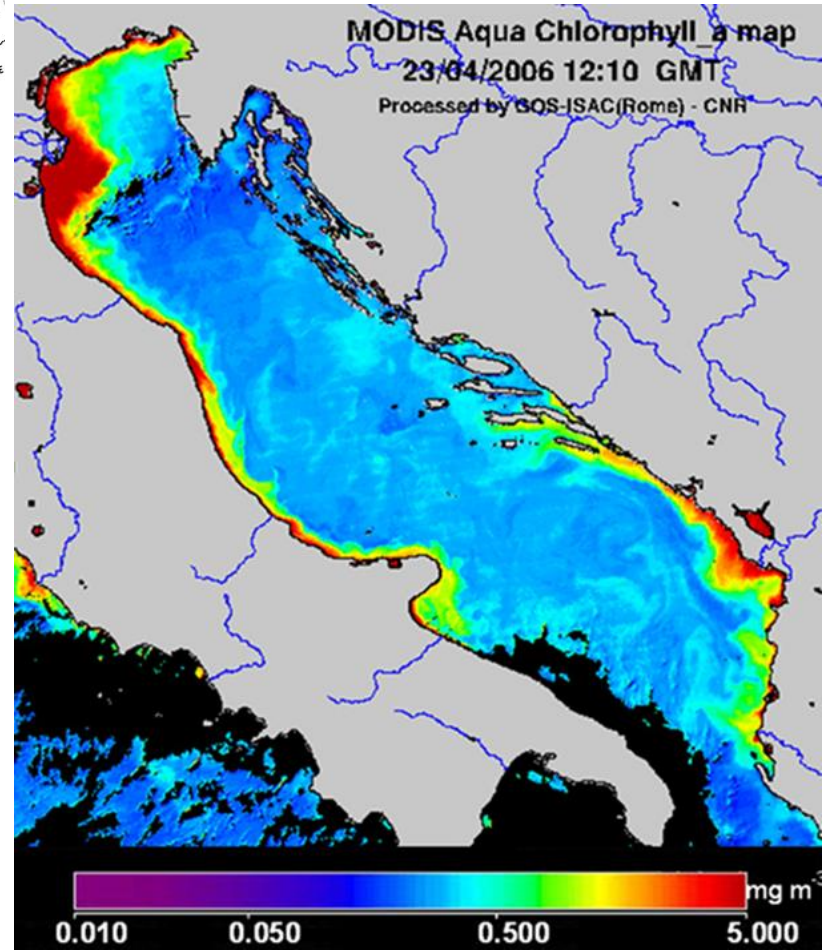 MODIS Aqua Chlorophyll_a map
23/04/2006 12:10 GMT
Processed by GOS-ISAC(Rome) - CNR
mg m-3
0.010 0.050 0.500 5.000